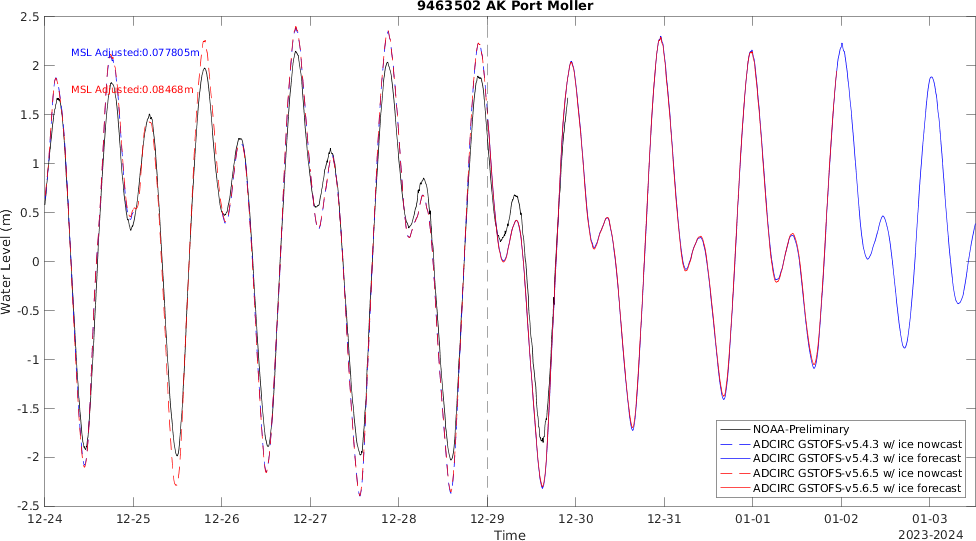 9463502 AK Port Moller
MSL Adjusted:0.077805m
MSL Adjusted:0.08468m
Water Level (m)
2.5
2
1.5
1
0.5
0
-0.5
-1
-1.5
-2
-2.5
NOAA-Preliminary
ADCIRC GSTOFS-v5.4.3 w/ ice nowcast
ADCIRC GSTOFS-v5.4.3 w/ ice forecast
ADCIRC GSTOFS-v5.6.5 w/ ice nowcast
ADCIRC GSTOFS-v5.6.5 w/ ice forecast
12-24 12-25 12-26 12-27 12-28 12-29 12-30 12-31 01-01 01-02 01-03
Time
2023-2024